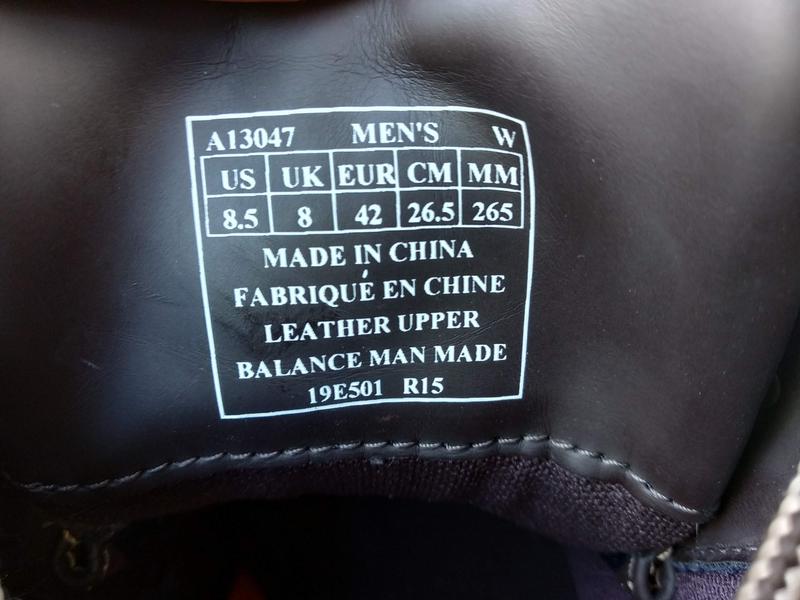 A13047 MEN'S W
US UK EUR CM MM
8.5 8 42 26.5 265
MADE IN CHINA
FABRIQUÉ EN CHINE
LEATHER UPPER
BALANCE MAN MADE
19E501 R15